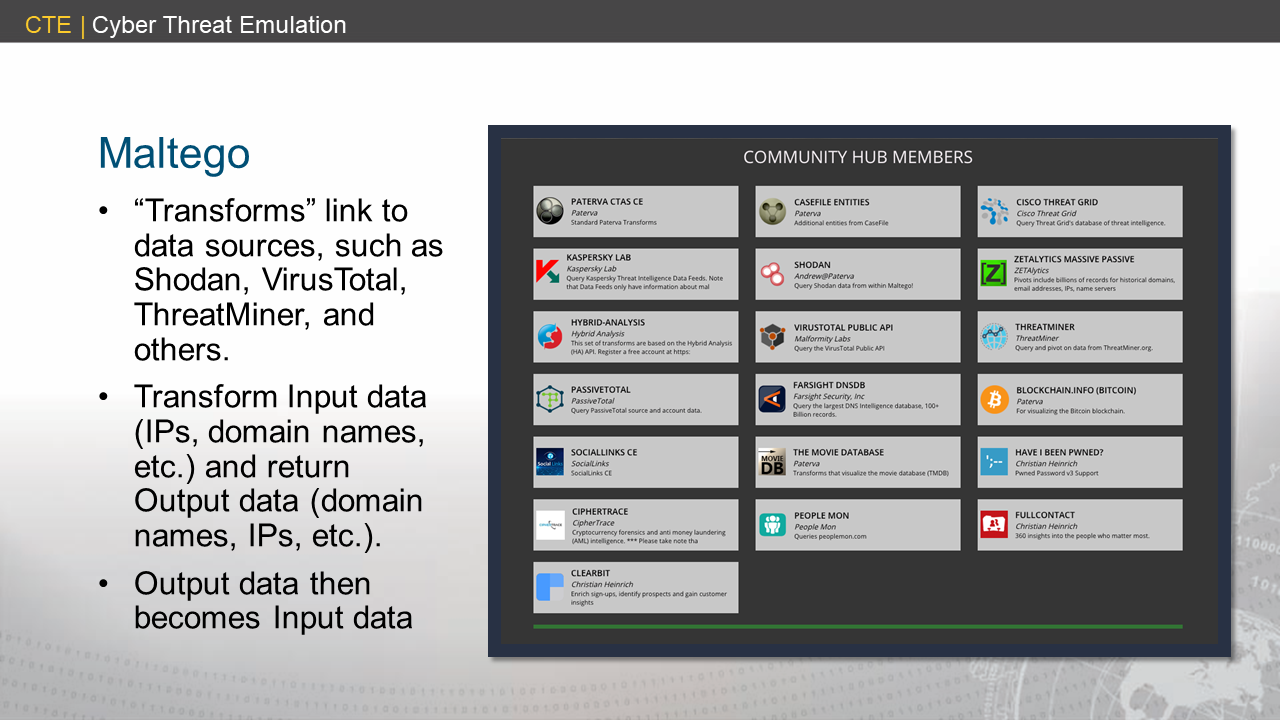 CTE | Cyber Threat Emulation
Maltego
• “Transforms” link to
data sources, such as
Shodan, VirusTotal,
ThreatMiner, and
others.
• Transform Input data
(IPs, domain names,
etc.) and return
Output data (domain
names, IPs, etc.).
• Output data then
becomes Input data
COMMUNITY HUB MEMBERS
PATERVA CTAS CE
Paterva
Standard Paterva Transforms
CASEFILE ENTITIES
Paterva
Additional entities from CaseFile
CISCO THREAT GRID
Cisco Threat Grid
Query Threat Grid's database of threat intelligence.
KASPERSKY LAB
Kaspersky Lab
Query Kaspersky Threat Intelligence Data Feeds. Note
that Data Feeds only have information about mal
SHODAN
Andrew@Paterva
Query Shodan data from within Maltego!
ZETALYTICS MASSIVE PASSIVE
ZETAlytics
Pivots include billions of records for historical domains,
email addresses, IPs, name servers
HYBRID-ANALYSIS
Hybrid Analysis
This set of transforms are based on the Hybrid Analysis
(HA) API. Register a free account at https:
VIRUSTOTAL PUBLIC API
Malformity Labs
Query the VirusTotal Public API
THREATMINER
ThreatMiner
Query and pivot on data from ThreatMiner.org.
PASSIVETOTAL
PassiveTotal
Query PassiveTotal source and account data.
FARSIGHT DNSDB
Farsight Security, Inc
Query the largest DNS Intelligence database, 100+
Billion records.
BLOCKCHAIN.INFO (BITCOIN)
Paterva
For visualizing the Bitcoin blockchain.
Social Links
SOCIALLINKS CE
SocialLinks
SocialLinks CE
MOVIE
DB
THE MOVIE DATABASE
Paterva
Transforms that visualize the movie database (TMDB)
HAVE I BEEN PWNED?
Christian Heinrich
Pwned Password v3 Support
CIPHERTRACE
CipherTrace
Cryptocurrency forensics and anti money laundering
(AML) intelligence. *** Please take note tha
PEOPLE MON
People Mon
Queries peoplemon.com
FULLCONTACT
Christian Heinrich
360 insights into the people who matter most.
CLEARBIT
Christian Heinrich
Enrich sign-ups, identify prospects and gain customer
insights